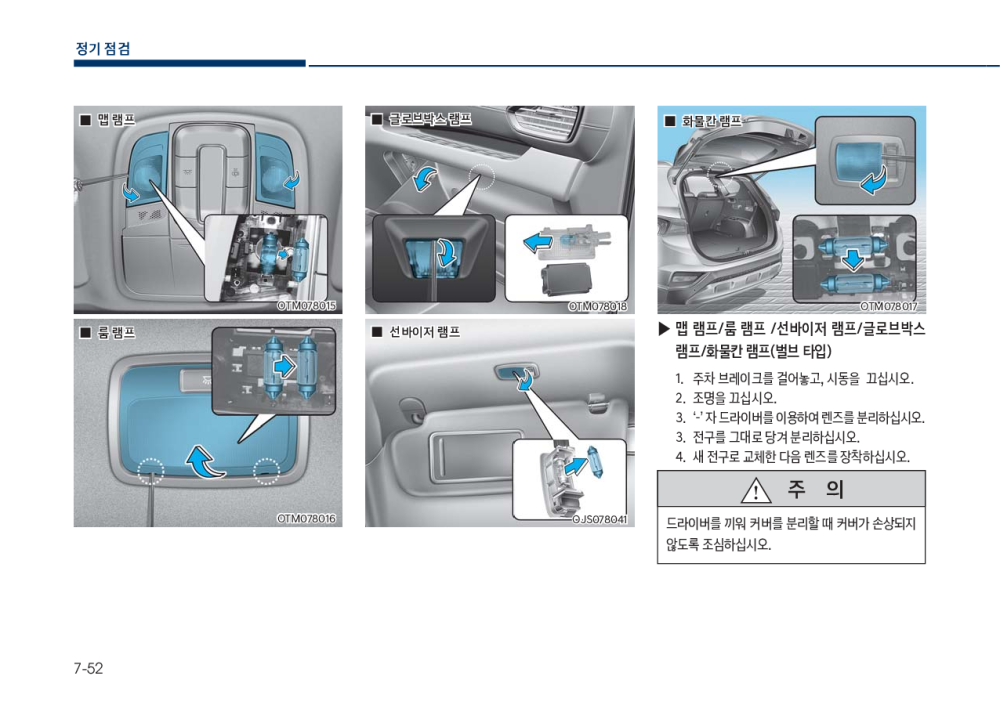 정기 점검
■ 맵 램프
OTM078015
■ 룸 램프
OTM078016
■ 글로브박스 램프
OTM078018
■ 선바이저 램프
OJS078041
■ 화물칸 램프
OTM078017
▶ 맵 램프/룸 램프 /선바이저 램프/글로브박스
램프/화물칸 램프(벌브 타입)
1. 주차 브레이크를 걸어놓고, 시동을 끄십시오.
2. 조명을 끄십시오.
3. ‘-’ 자 드라이버를 이용하여 렌즈를 분리하십시오.
3. 전구를 그대로 당겨 분리하십시오.
4. 새 전구로 교체한 다음 렌즈를 장착하십시오.
주 의
드라이버를 끼워 커버를 분리할 때 커버가 손상되지
않도록 조심하십시오.
7-52